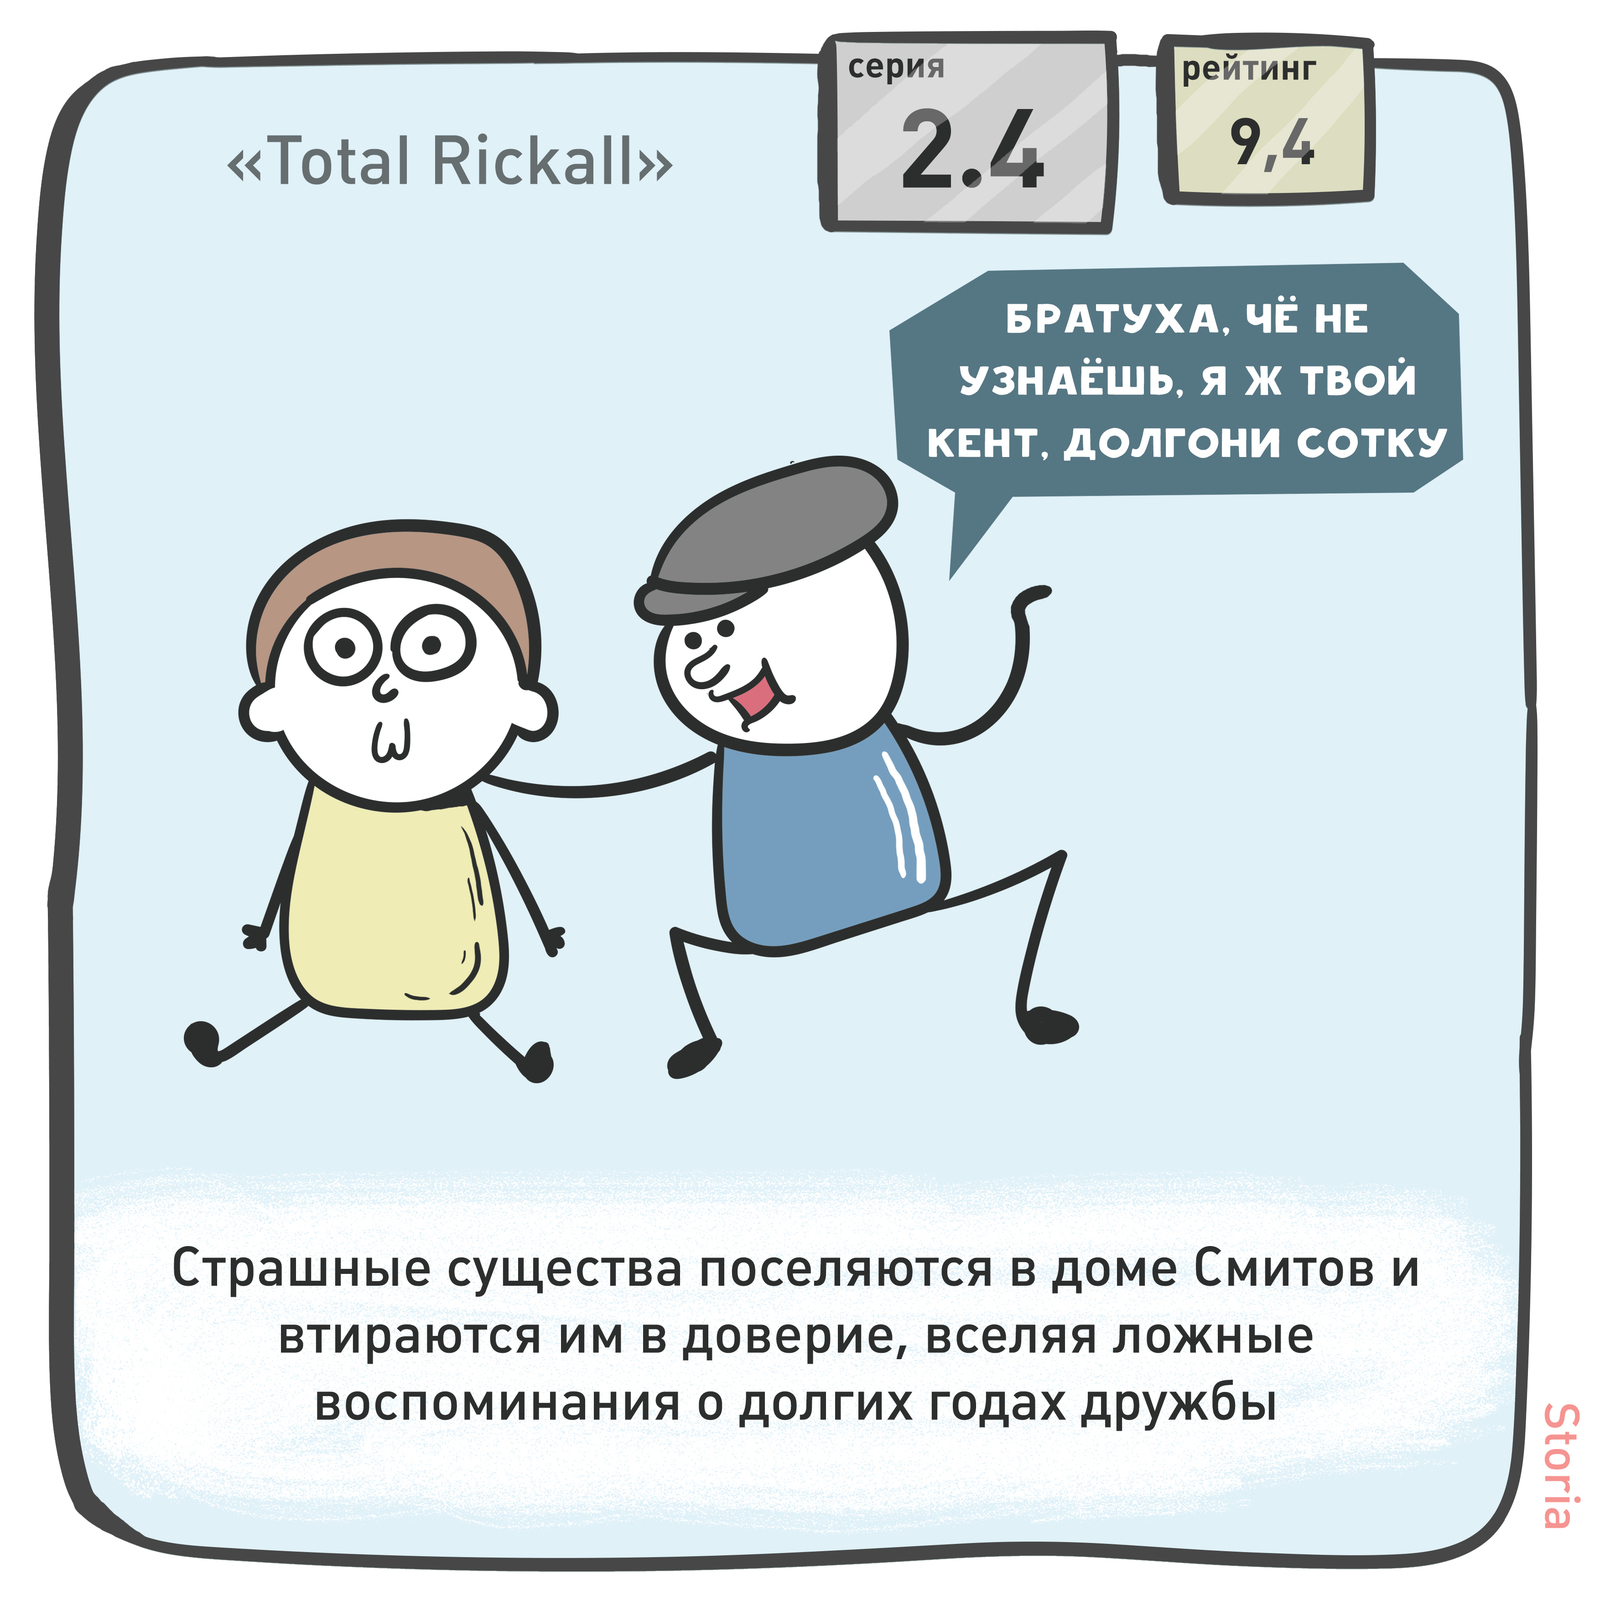 «Total Rickall»
серия
2.4
рейтинг
9,4
БРАТУХА, ЧЁ НЕ
УЗНАЁШЬ, Я Ж ТВОЙ
КЕНТ, ДОЛГОНИ СОТКУ
Страшные существа поселяются в доме Смитов и
втираются им в доверие, вселяя ложные
воспоминания о долгих годах дружбы
Storia